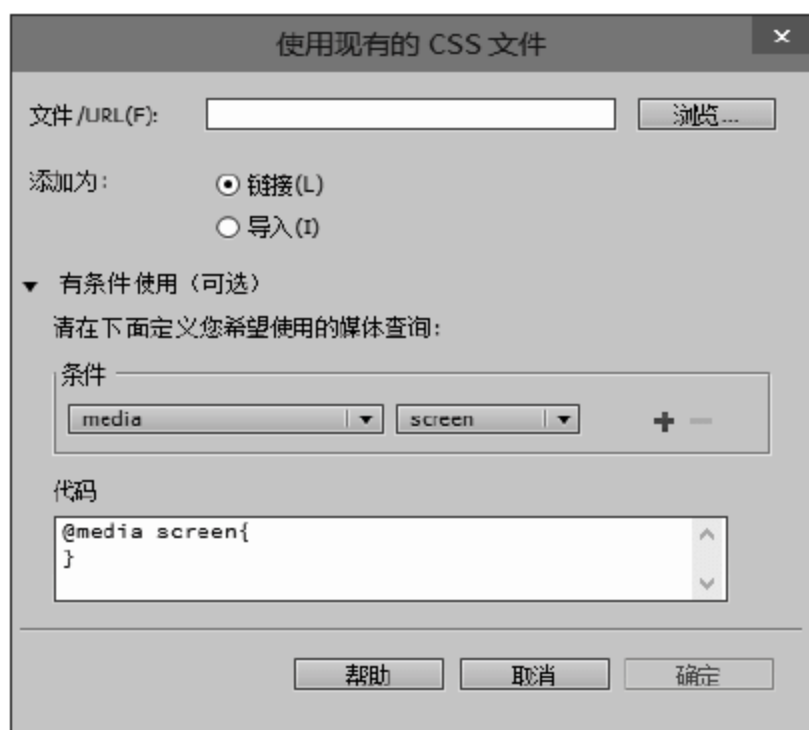 使用现有的 CSS 文件
文件/URL(F):
浏览...
添加为:
链接(L)
导入(I)
有条件使用（可选）
请在下面定义您希望使用的媒体查询:
条件
media
screen
代码
@media screen{
}
帮助
取消
确定